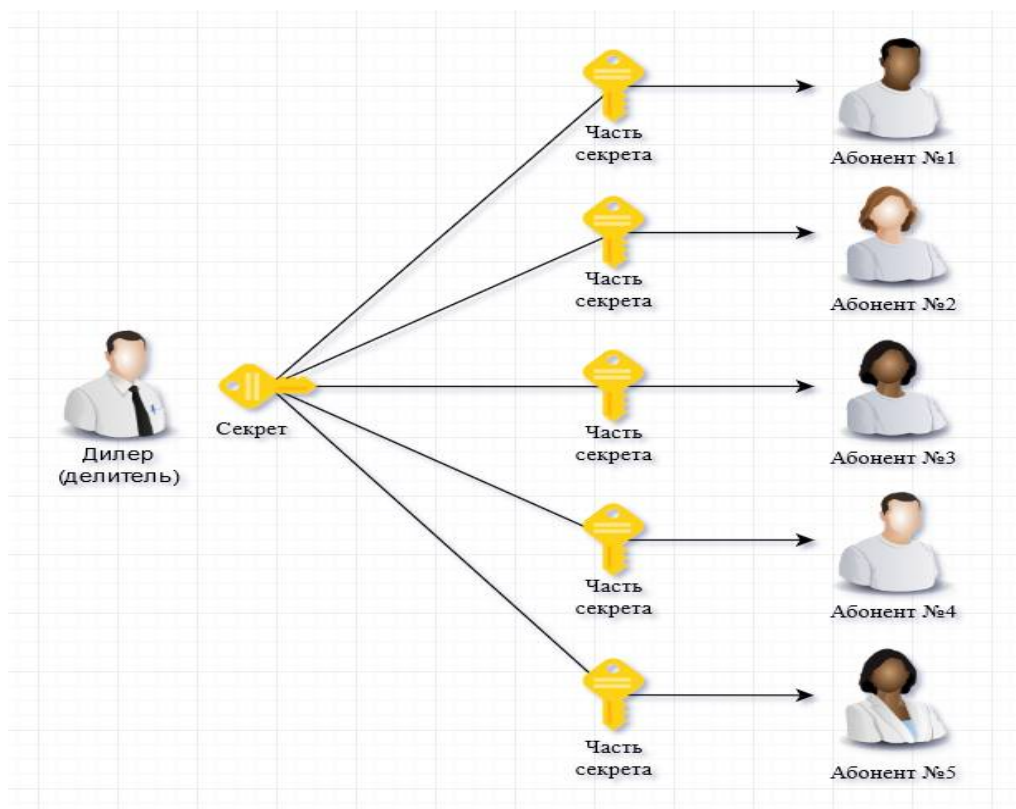 Часть
секрета
Абонент №1
Часть
секрета
Абонент №2
Дилер
(делитель)
Секрет
Часть
секрета
Абонент №3
Часть
секрета
Абонент №4
Часть
секрета
Абонент №5